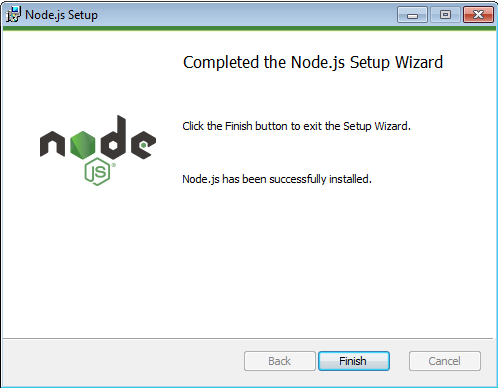 Node.js Setup
Completed the Node.js Setup Wizard
Click the Finish button to exit the Setup Wizard.
node
JS
Node.js has been successfully installed.
Back
Finish
Cancel